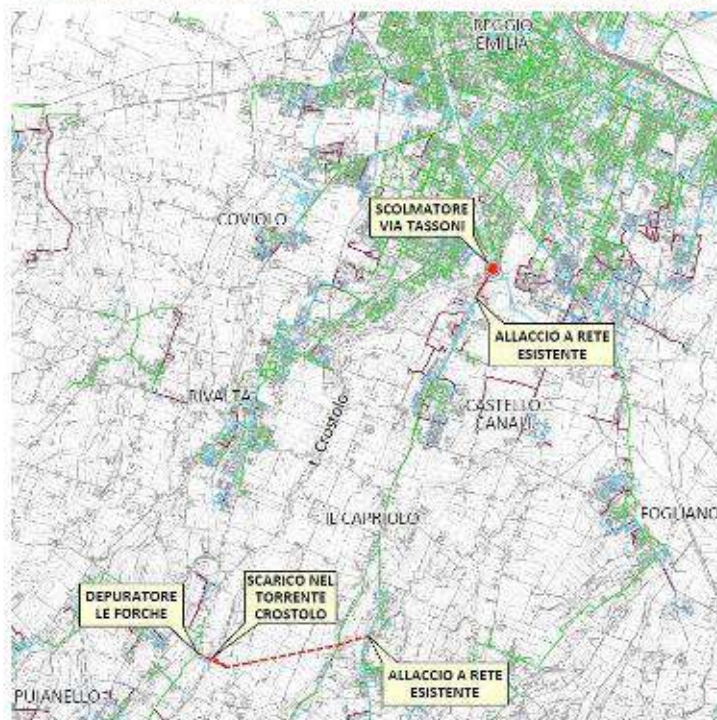 REGGIO
EMILIA
SCOLMATORE
VIA TASSONI
COVIOLO
ALLACCIO A RETE
ESISTENTE
RIVALTA
CASTELLO
CANALI
t. Crostolo
IL CAPRIOLO
FOGLIANO
DEPURATORE
LE FORCHE
SCARICO NEL
TORRENTE
CROSTOLO
ALLACCIO A RETE
ESISTENTE
PUIANELLO